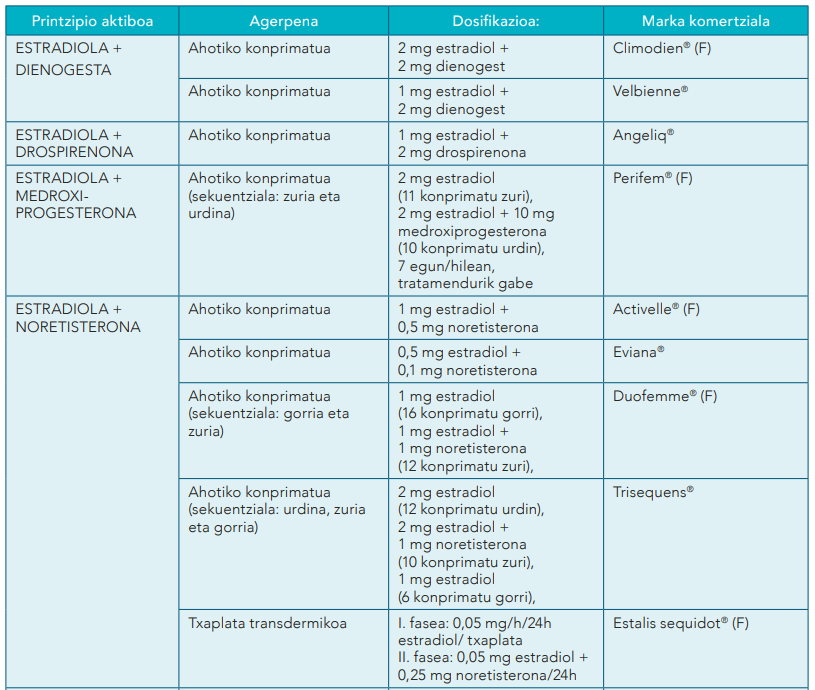 Printzipio aktiboa
Agerpena
Dosifikazioa:
Marka komertziala
ESTRADIOLA +
DIENOGESTA
Ahotiko konprimatua
2 mg estradiol +
2 mg dienogest
Climodien® (F)
Ahotiko konprimatua
1 mg estradiol +
2 mg dienogest
Velbienne®
ESTRADIOLA +
DROSPIRENONA
Ahotiko konprimatua
1 mg estradiol +
2 mg drospirenona
Angeliq®
ESTRADIOLA +
MEDROXI-
PROGESTERONA
Ahotiko konprimatua
(sekuentziala: zuria eta
urdina)
2 mg estradiol
(11 konprimatu zuri),
2 mg estradiol + 10 mg
medroxiprogesterona
(10 konprimatu urdin),
7 egun/hilean,
tratamendurik gabe
Perifem® (F)
ESTRADIOLA +
NORETISTERONA
Ahotiko konprimatua
1 mg estradiol +
0,5 mg noretisterona
Activelle® (F)
Ahotiko konprimatua
0,5 mg estradiol +
0,1 mg noretisterona
Eviana®
Ahotiko konprimatua
(sekuentziala: gorria eta
zuria)
1 mg estradiol
(16 konprimatu gorri),
1 mg estradiol +
1 mg noretisterona
(12 konprimatu zuri),
Duofemme® (F)
Ahotiko konprimatua
(sekuentziala: urdina, zuria
eta gorria)
2 mg estradiol
(12 konprimatu urdin),
2 mg estradiol +
1 mg noretisterona
(10 konprimatu zuri),
1 mg estradiol
(6 konprimatu gorri),
Trisequens®
Txaplata transdermikoa
I. fasea: 0,05 mg/h/24h
estradiol/ txaplata
II. fasea: 0,05 mg estradiol +
0,25 mg noretisterona/24h
Estalis sequidot® (F)